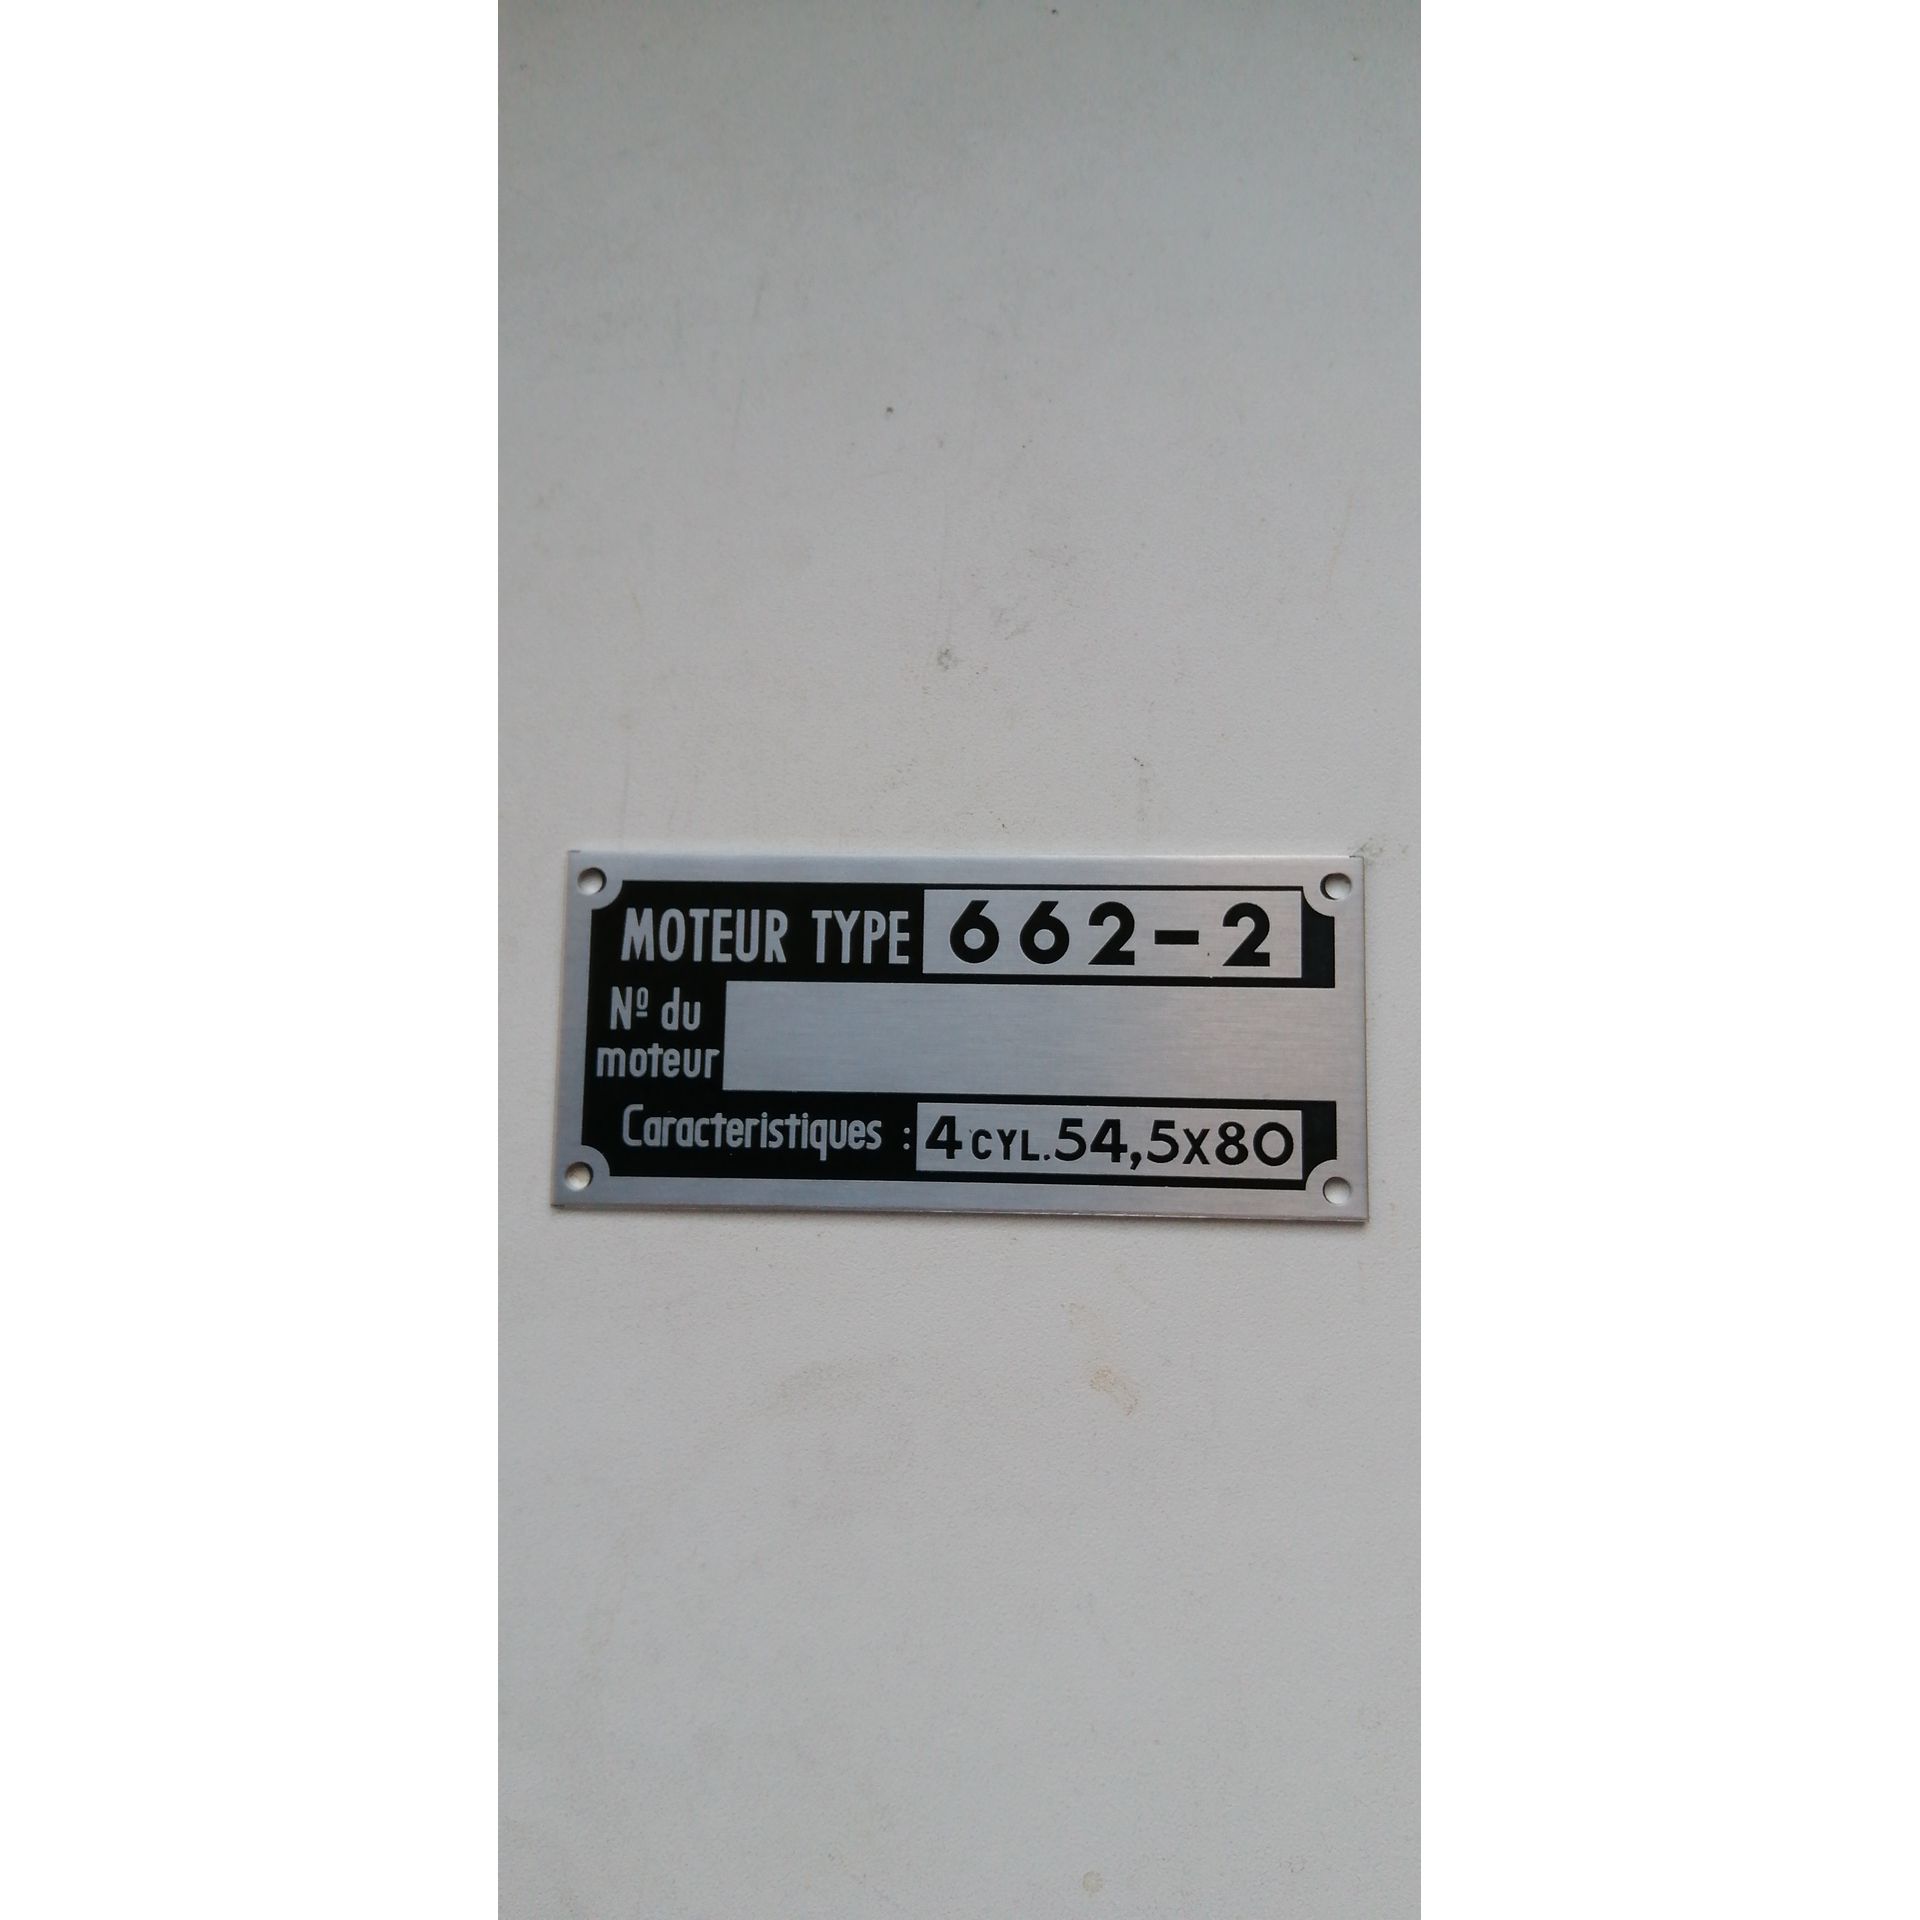 MOTEUR TYPE 662-2
Nº du
moteur
Caracteristiques : 4 CYL. 54,5X80